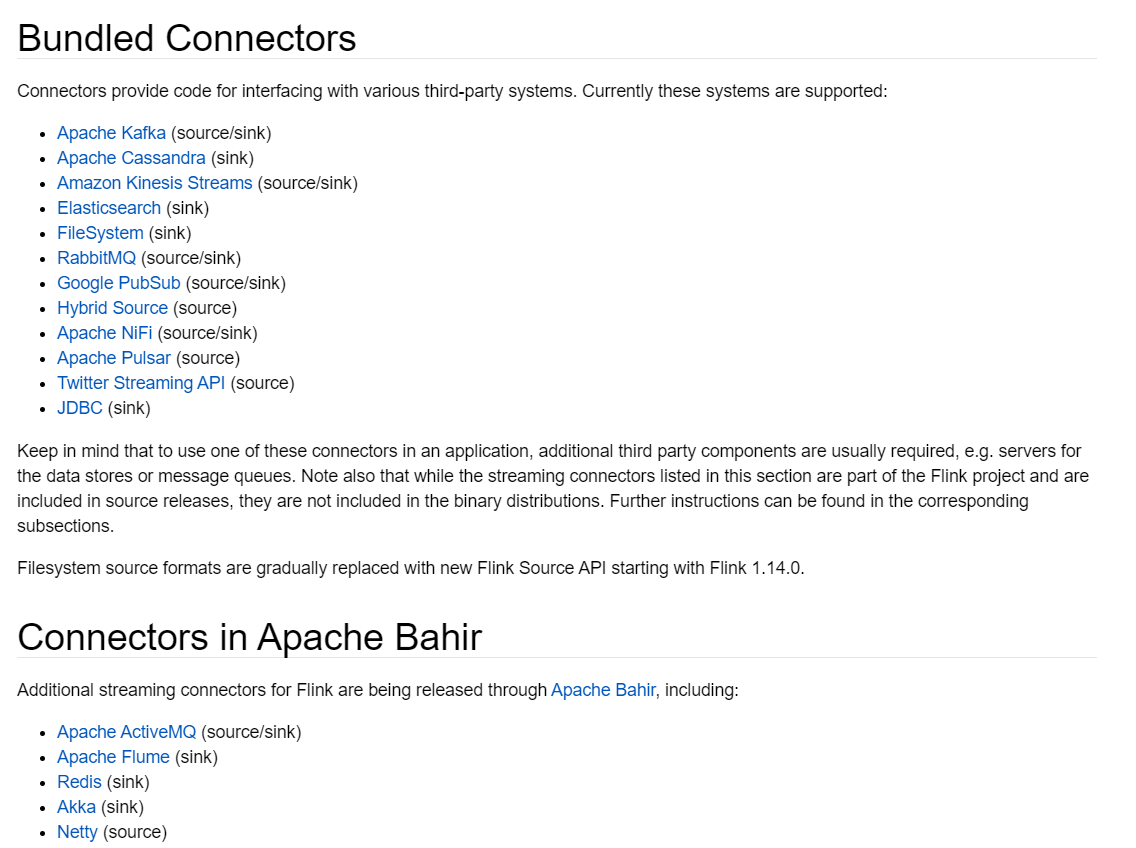 Bundled Connectors
Connectors provide code for interfacing with various third-party systems. Currently these systems are supported:
• Apache Kafka (source/sink)
• Apache Cassandra (sink)
• Amazon Kinesis Streams (source/sink)
• Elasticsearch (sink)
• FileSystem (sink)
• RabbitMQ (source/sink)
• Google PubSub (source/sink)
• Hybrid Source (source)
• Apache NiFi (source/sink)
• Apache Pulsar (source)
• Twitter Streaming API (source)
• JDBC (sink)
Keep in mind that to use one of these connectors in an application, additional third party components are usually required, e.g. servers for
the data stores or message queues. Note also that while the streaming connectors listed in this section are part of the Flink project and are
included in source releases, they are not included in the binary distributions. Further instructions can be found in the corresponding
subsections.
Filesystem source formats are gradually replaced with new Flink Source API starting with Flink 1.14.0.
Connectors in Apache Bahir
Additional streaming connectors for Flink are being released through Apache Bahir, including:
• Apache ActiveMQ (source/sink)
• Apache Flume (sink)
• Redis (sink)
• Akka (sink)
• Netty (source)